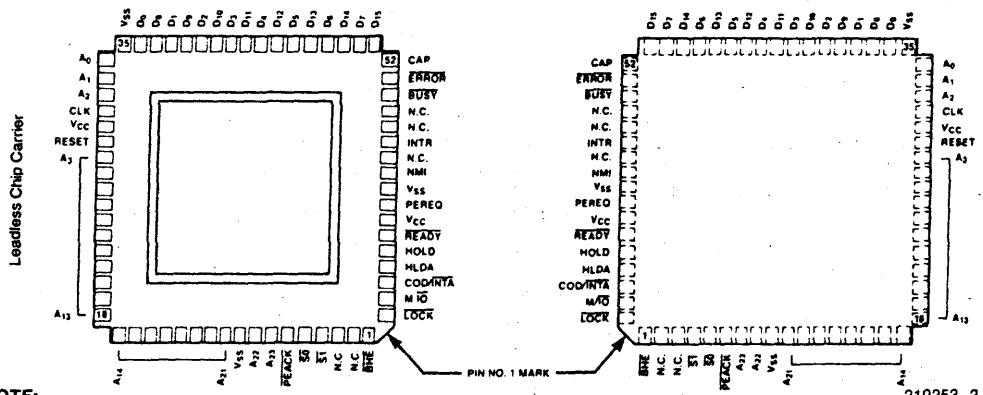 VSS D0 D8 D1 D9 D2 D10 D3 D11 D4 D12 D5 D13 D6 D14 D7 D15
35
52
18
1
Leadless Chip Carrier
A0
A1
A2
CLK
VCC
RESET
A3
A13
CAP
ERROR
BUSY
N.C.
N.C.
INTR
N.C.
NMI
VSS
PEREQ
VCC
READY
HOLD
HLDA
COD/INTA
M/IO
LOCK
A14 A21 VSS A22 A23 PEACK S0 S1 N.C. N.C. BHE
PIN NO. 1 MARK
D15 D7 D14 D6 D13 D5 D12 D4 D11 D3 D10 D2 D9 D1 D8 D0 VSS
52
35
1
18
CAP
ERROR
BUSY
N.C.
N.C.
INTR
N.C.
NMI
VSS
PEREQ
VCC
READY
HOLD
HLDA
COD/INTA
M/IO
LOCK
A0
A1
A2
CLK
VCC
RESET
A3
A13
BHE N.C. N.C. S1 S0 PEACK A23 A22 VSS A21 A14